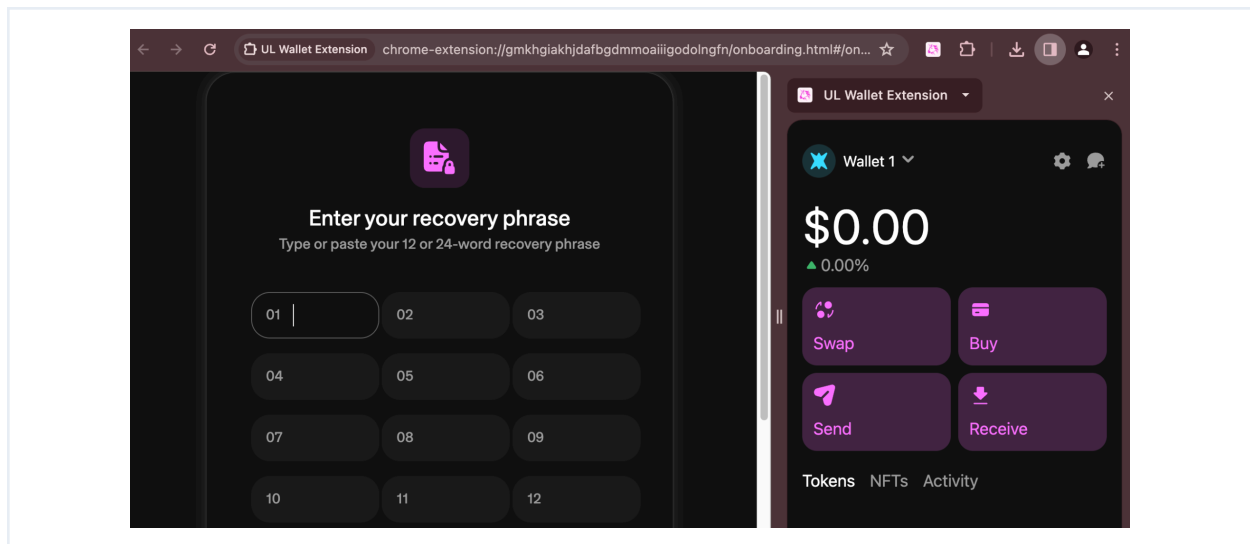 UL Wallet Extension chrome-extension://gmkhgiakhjdafbgdmmoaiiigodolngfn/onboarding.html#/on...
UL Wallet Extension
Enter your recovery phrase
Type or paste your 12 or 24-word recovery phrase
01 02 03
04 05 06
07 08 09
10 11 12
Wallet 1
$0.00
0.00%
Swap Buy
Send Receive
Tokens NFTs Activity